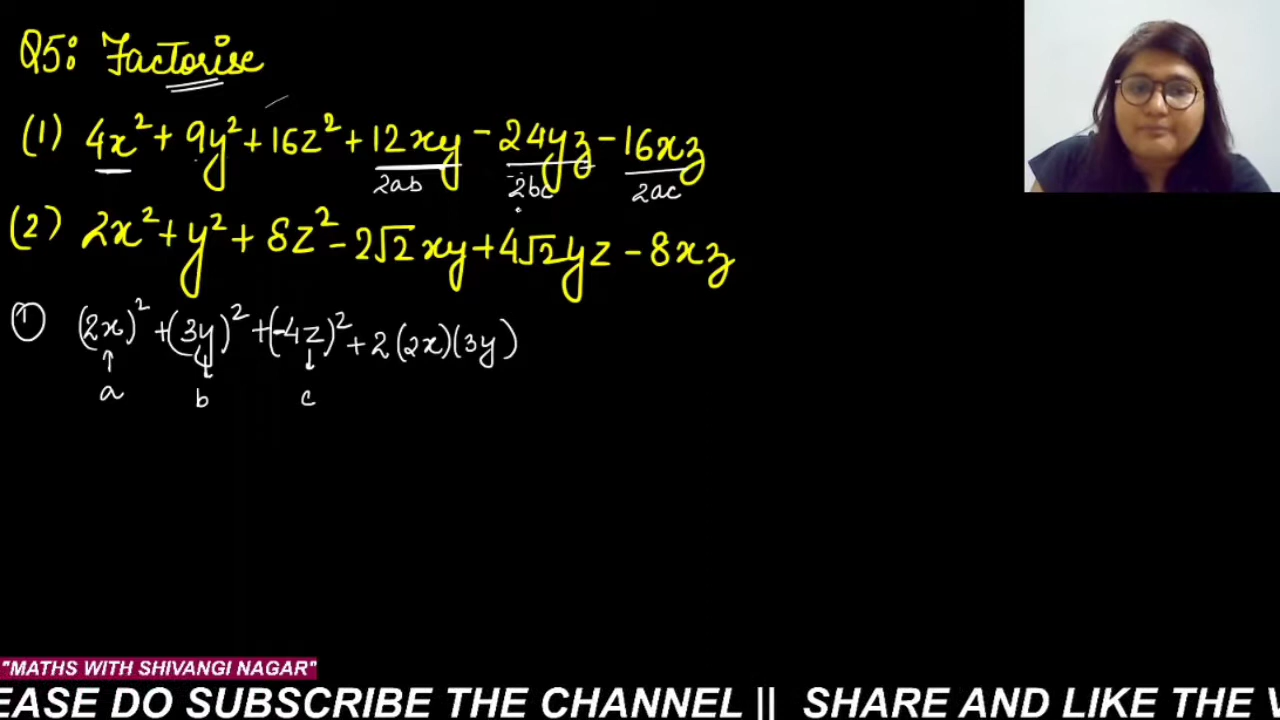 Q5: Factorise
(1) 4x² + 9y² + 16z² + 12xy - 24yz - 16xz
2ab 2bc 2ac
(2) 2x² + y² + 8z² - 2√2 xy + 4√2 yz - 8xz
① (2x)² + (3y)² + (-4z)² + 2(2x)(3y)
a b c
"MATHS WITH SHIVANGI NAGAR"
EASE DO SUBSCRIBE THE CHANNEL || SHARE AND LIKE THE V